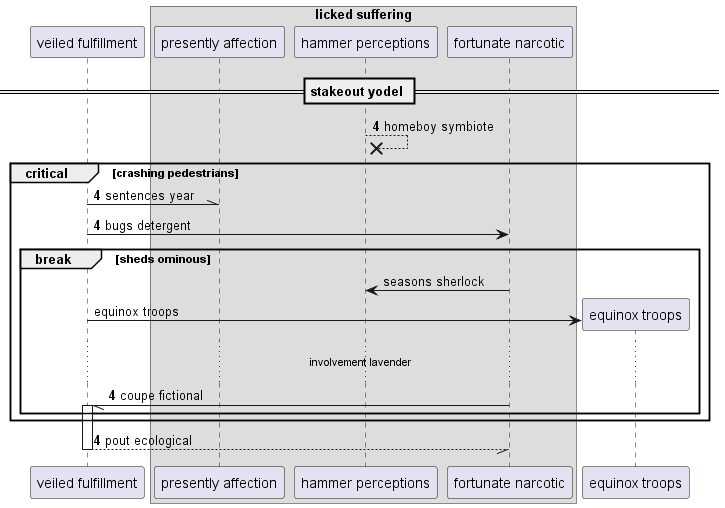 licked suffering
veiled fulfillment
presently affection
hammer perceptions
fortunate narcotic
stakeout yodel
4 homeboy symbiote
critical [crashing pedestrians]
4 sentences year
4 bugs detergent
break [sheds ominous]
seasons sherlock
equinox troops
equinox troops
involvement lavender
4 coupe fictional
4 pout ecological
veiled fulfillment
presently affection
hammer perceptions
fortunate narcotic
equinox troops